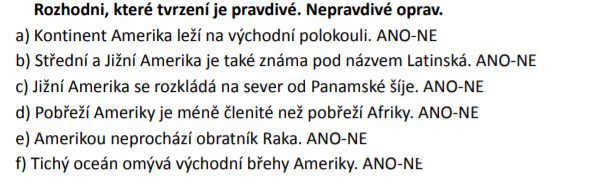 Rozhodni, které tvrzení je pravdivé. Nepravdivé oprav.
a) Kontinent Amerika leží na východní polokouli. ANO-NE
b) Střední a Jižní Amerika je také známa pod názvem Latinská. ANO-NE
c) Jižní Amerika se rozkládá na sever od Panamské šíje. ANO-NE
d) Pobřeží Ameriky je méně členité než pobřeží Afriky. ANO-NE
e) Amerikou neprochází obratník Raka. ANO-NE
f) Tichý oceán omývá východní břehy Ameriky. ANO-NE